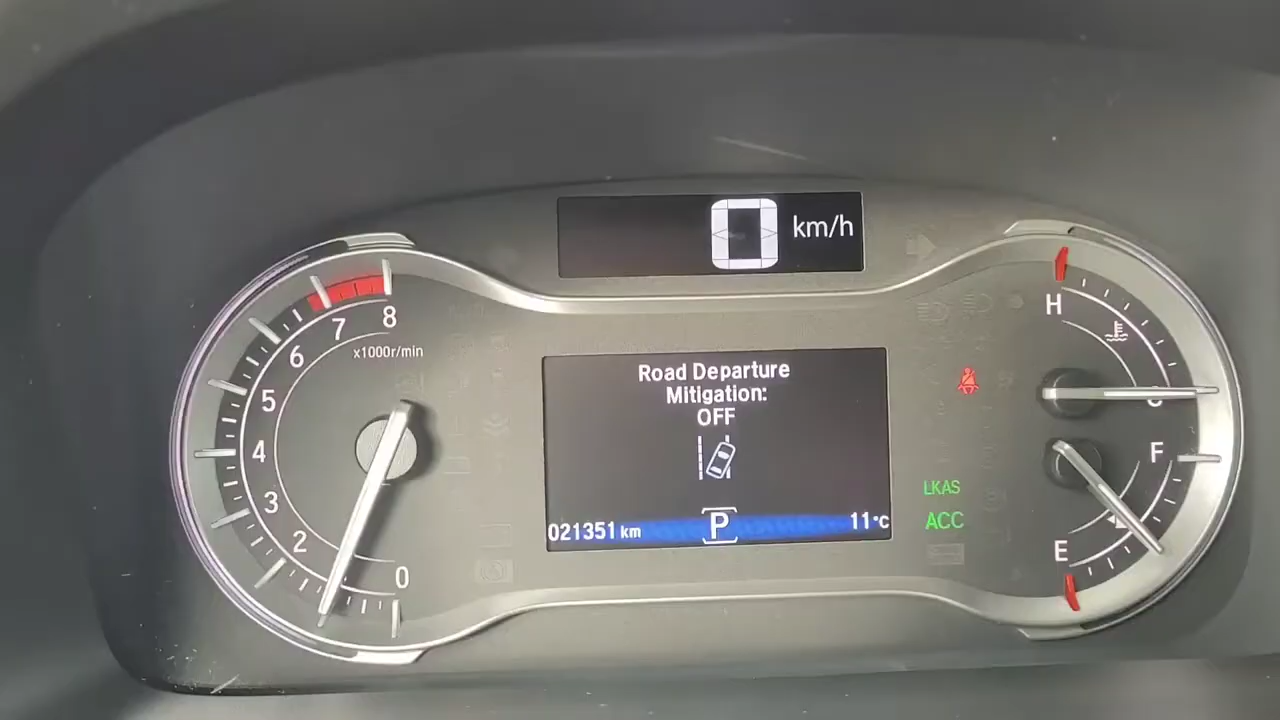 0 km/h
8
7
6
x1000r/min
5
4
3
2
0
Road Departure
Mitigation:
OFF
021351 km
P
11°C
LKAS
ACC
H
C
F
E